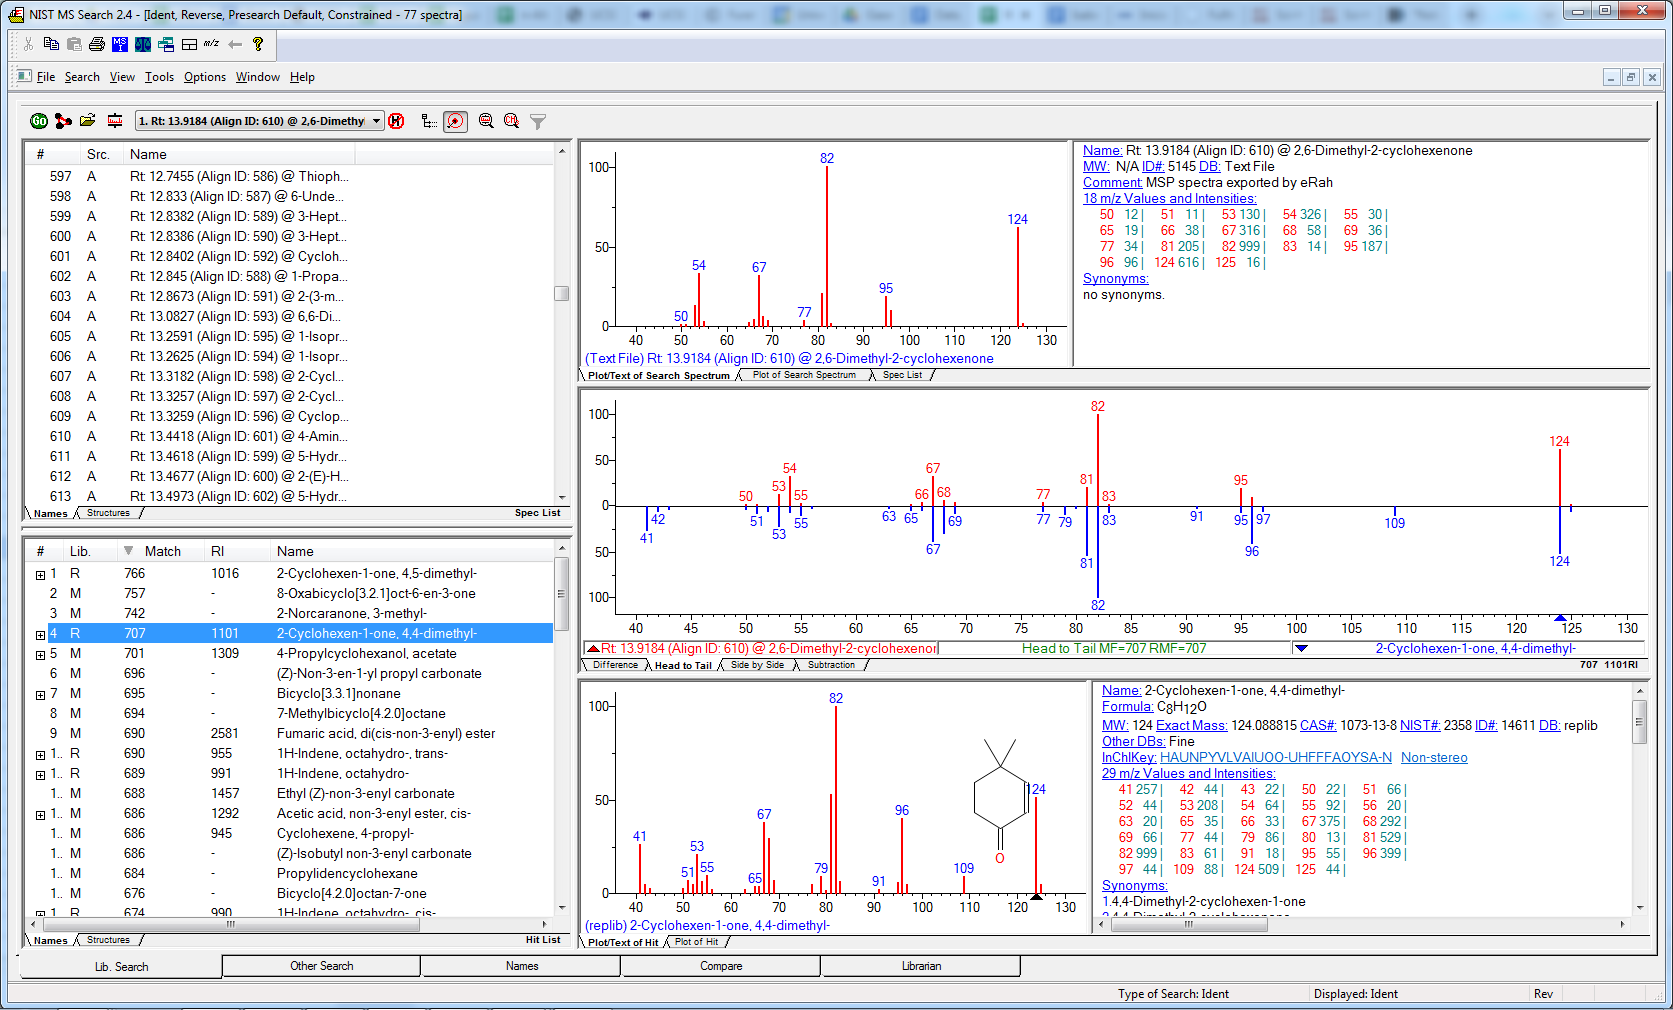 NIST MS Search 2.4 - [Ident, Reverse, Presearch Default, Constrained - 77 spectra]
File Search View Tools Options Window Help
1. Rt: 13.9184 (Align ID: 610) @ 2,6-Dimethyl
# Src. Name
597 A Rt: 12.7455 (Align ID: 586) @ Thioph...
598 A Rt: 12.833 (Align ID: 587) @ 6-Unde...
599 A Rt: 12.8382 (Align ID: 589) @ 3-Hept...
600 A Rt: 12.8386 (Align ID: 590) @ 3-Hept...
601 A Rt: 12.8402 (Align ID: 592) @ Cycloh...
602 A Rt: 12.845 (Align ID: 588) @ 1-Propa...
603 A Rt: 12.8673 (Align ID: 591) @ 2-(3-m...
604 A Rt: 13.0827 (Align ID: 593) @ 6,6-Di...
605 A Rt: 13.2591 (Align ID: 595) @ 1-Isopr...
606 A Rt: 13.2625 (Align ID: 594) @ 1-Isopr...
607 A Rt: 13.3182 (Align ID: 598) @ 2-Cycl...
608 A Rt: 13.3257 (Align ID: 597) @ 2-Cycl...
609 A Rt: 13.3259 (Align ID: 596) @ Cyclop...
610 A Rt: 13.4418 (Align ID: 601) @ 4-Amin...
611 A Rt: 13.4618 (Align ID: 599) @ 5-Hydr...
612 A Rt: 13.4677 (Align ID: 600) @ 2-(E)-H...
613 A Rt: 13.4973 (Align ID: 602) @ 5-Hydr...
Names Structures Spec List
# Lib. Match RI Name
1 R 766 1016 2-Cyclohexen-1-one, 4,5-dimethyl-
2 M 757 - 8-Oxabicyclo[3.2.1]oct-6-en-3-one
3 M 742 - 2-Norcaranone, 3-methyl-
4 R 707 1101 2-Cyclohexen-1-one, 4,4-dimethyl-
5 M 701 1309 4-Propylcyclohexanol, acetate
6 M 696 - (Z)-Non-3-en-1-yl propyl carbonate
7 M 695 - Bicyclo[3.3.1]nonane
8 M 694 - 7-Methylbicyclo[4.2.0]octane
9 M 690 2581 Fumaric acid, di(cis-non-3-enyl) ester
1.. R 690 955 1H-Indene, octahydro-, trans-
1.. R 689 991 1H-Indene, octahydro-
1.. M 688 1457 Ethyl (Z)-non-3-enyl carbonate
1.. M 686 1292 Acetic acid, non-3-enyl ester, cis-
1.. M 686 945 Cyclohexene, 4-propyl-
1.. M 686 - (Z)-Isobutyl non-3-enyl carbonate
1.. M 684 - Propylidencyclohexane
1.. M 676 - Bicyclo[4.2.0]octan-7-one
1.. R 674 990 1H-Indene, octahydro-, cis-
Names Structures Hit List
100 50 0
82 124 54 67 95 50 77
40 50 60 70 80 90 100 110 120 130
(Text File) Rt: 13.9184 (Align ID: 610) @ 2,6-Dimethyl-2-cyclohexenone
Plot/Text of Search Spectrum Plot of Search Spectrum Spec List
Name: Rt: 13.9184 (Align ID: 610) @ 2,6-Dimethyl-2-cyclohexenone
MW: N/A ID#: 5145 DB: Text File
Comment: MSP spectra exported by eRah
18 m/z Values and Intensities:
50 12 | 51 11 | 53 130 | 54 326 | 55 30 |
65 19 | 66 38 | 67 316 | 68 58 | 69 36 |
77 34 | 81 205 | 82 999 | 83 14 | 95 187 |
96 96 | 124 616 | 125 16 |
Synonyms:
no synonyms.
100 50 0 50 100
82 124 54 67 81 95 53 55 50 66 68 77 83
42 51 55 63 65 69 77 79 83 91 95 97 109
41 53 67 96 81 124 82
40 45 50 55 60 65 70 75 80 85 90 95 100 105 110 115 120 125 130
Rt: 13.9184 (Align ID: 610) @ 2,6-Dimethyl-2-cyclohexenor Head to Tail MF=707 RMF=707 2-Cyclohexen-1-one, 4,4-dimethyl-
Difference Head to Tail Side by Side Subtraction 707 1101RI
100 50 0
82 124 96 67 41 53 51 55 65 79 91 109
O
40 50 60 70 80 90 100 110 120 130
(replib) 2-Cyclohexen-1-one, 4,4-dimethyl-
Plot/Text of Hit Plot of Hit
Name: 2-Cyclohexen-1-one, 4,4-dimethyl-
Formula: C8H12O
MW: 124 Exact Mass: 124.088815 CAS#: 1073-13-8 NIST#: 2358 ID#: 14611 DB: replib
Other DBs: Fine
InChIKey: HAUNPYVLVAIUOO-UHFFFAOYSA-N Non-stereo
29 m/z Values and Intensities:
41 257 | 42 44 | 43 22 | 50 22 | 51 66 |
52 44 | 53 208 | 54 64 | 55 92 | 56 20 |
63 20 | 65 35 | 66 33 | 67 375 | 68 292 |
69 66 | 77 44 | 79 86 | 80 13 | 81 529 |
82 999 | 83 61 | 91 18 | 95 55 | 96 399 |
97 44 | 109 88 | 124 509 | 125 44 |
Synonyms:
1.4,4-Dimethyl-2-cyclohexen-1-one
2.4,4-Dimethyl-2-cyclohexenone
Lib. Search Other Search Names Compare Librarian
Type of Search: Ident Displayed: Ident Rev